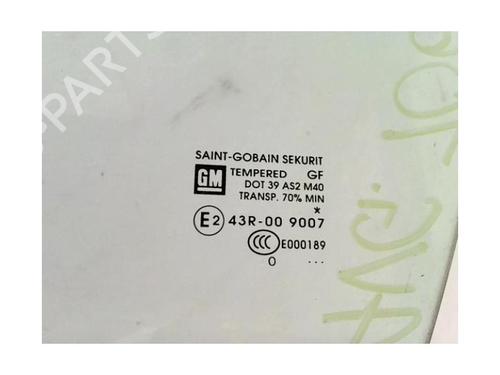 SAINT-GOBAIN SEKURIT
GM TEMPERED GF
DOT 39 AS2 M40
TRANSP. 70% MIN
*
E2 43R-00 9007
CCC E000189
O ...
PARTS